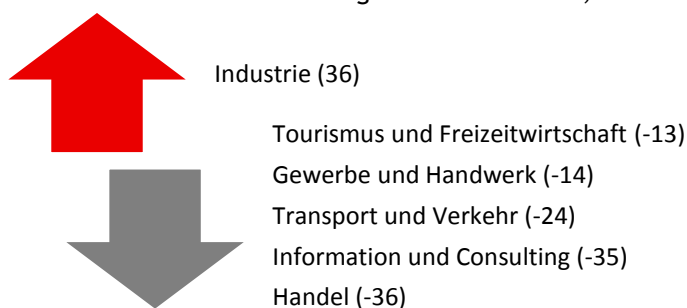 Industrie (36)
Tourismus und Freizeitwirtschaft (-13)
Gewerbe und Handwerk (-14)
Transport und Verkehr (-24)
Information und Consulting (-35)
Handel (-36)